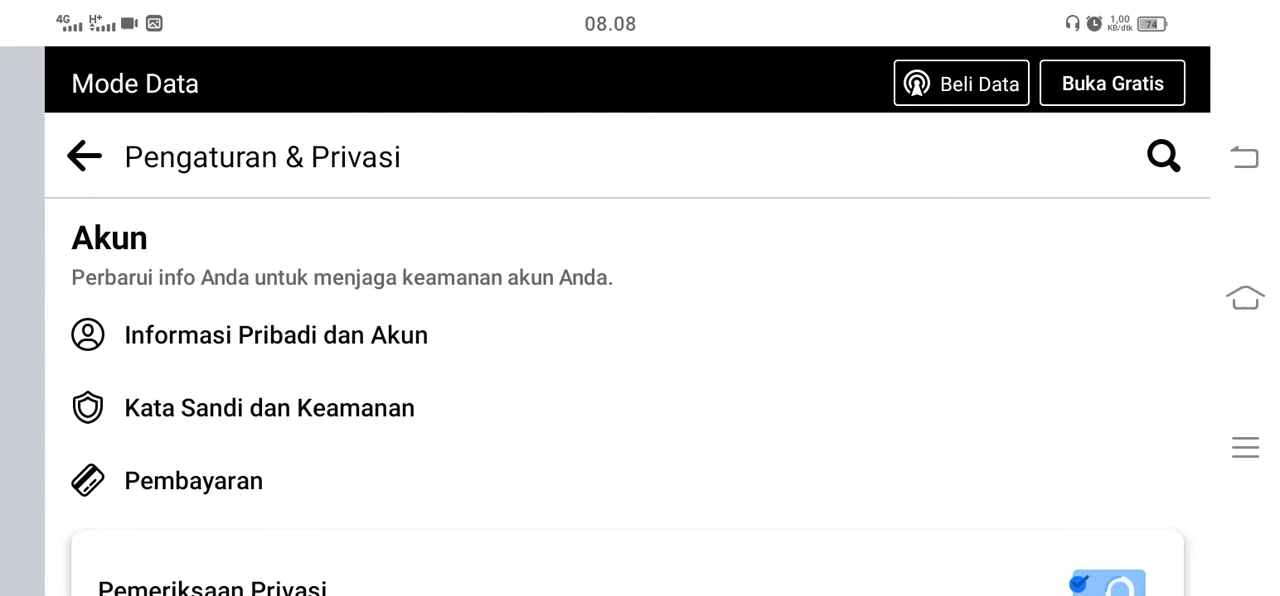 4G H+ 08.08 1,00 KB/dtk 74
Mode Data Beli Data Buka Gratis
Pengaturan & Privasi
Akun
Perbarui info Anda untuk menjaga keamanan akun Anda.
Informasi Pribadi dan Akun
Kata Sandi dan Keamanan
Pembayaran
Pemeriksaan Privasi